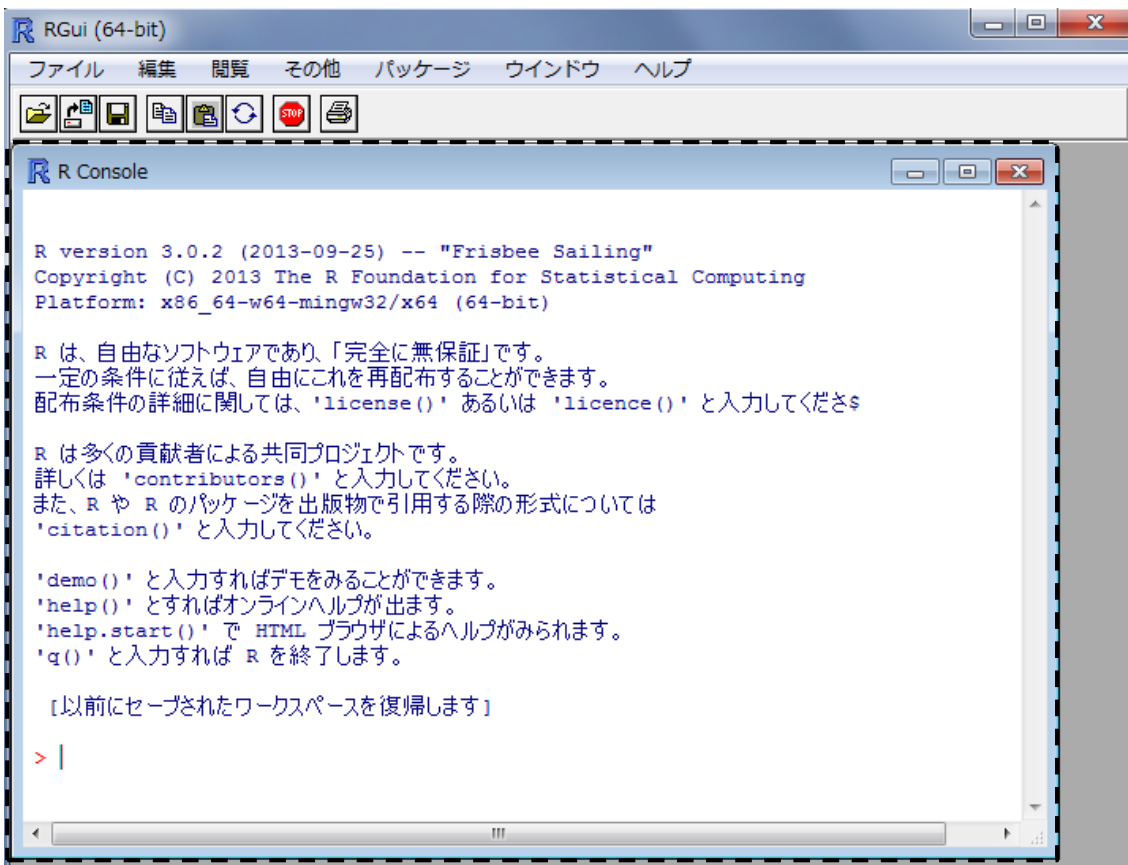 RGui (64-bit)
ファイル 編集 閲覧 その他 パッケージ ウインドウ ヘルプ
STOP
R Console
R version 3.0.2 (2013-09-25) -- "Frisbee Sailing"
Copyright (C) 2013 The R Foundation for Statistical Computing
Platform: x86_64-w64-mingw32/x64 (64-bit)
R は、自由なソフトウェアであり、「完全に無保証」です。
一定の条件に従えば、自由にこれを再配布することができます。
配布条件の詳細に関しては、'license()' あるいは 'licence()' と入力してくださ$
R は多くの貢献者による共同プロジェクトです。
詳しくは 'contributors()' と入力してください。
また、R や R のパッケージを出版物で引用する際の形式については
'citation()' と入力してください。
'demo()' と入力すればデモをみることができます。
'help()' とすればオンラインヘルプが出ます。
'help.start()' で HTML ブラウザによるヘルプがみられます。
'q()' と入力すれば R を終了します。
[以前にセーブされたワークスペースを復帰します]
>